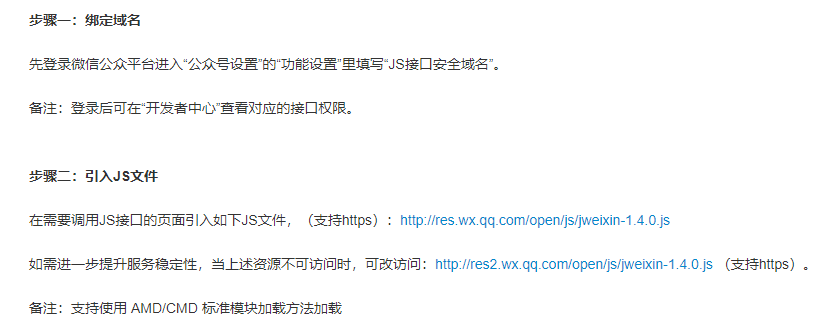 步骤一：绑定域名
先登录微信公众平台进入“公众号设置”的“功能设置”里填写“JS接口安全域名”。
备注：登录后可在“开发者中心”查看对应的接口权限。
步骤二：引入JS文件
在需要调用JS接口的页面引入如下JS文件，（支持https）：http://res.wx.qq.com/open/js/jweixin-1.4.0.js
如需进一步提升服务稳定性，当上述资源不可访问时，可改访问：http://res2.wx.qq.com/open/js/jweixin-1.4.0.js （支持https）。
备注：支持使用 AMD/CMD 标准模块加载方法加载